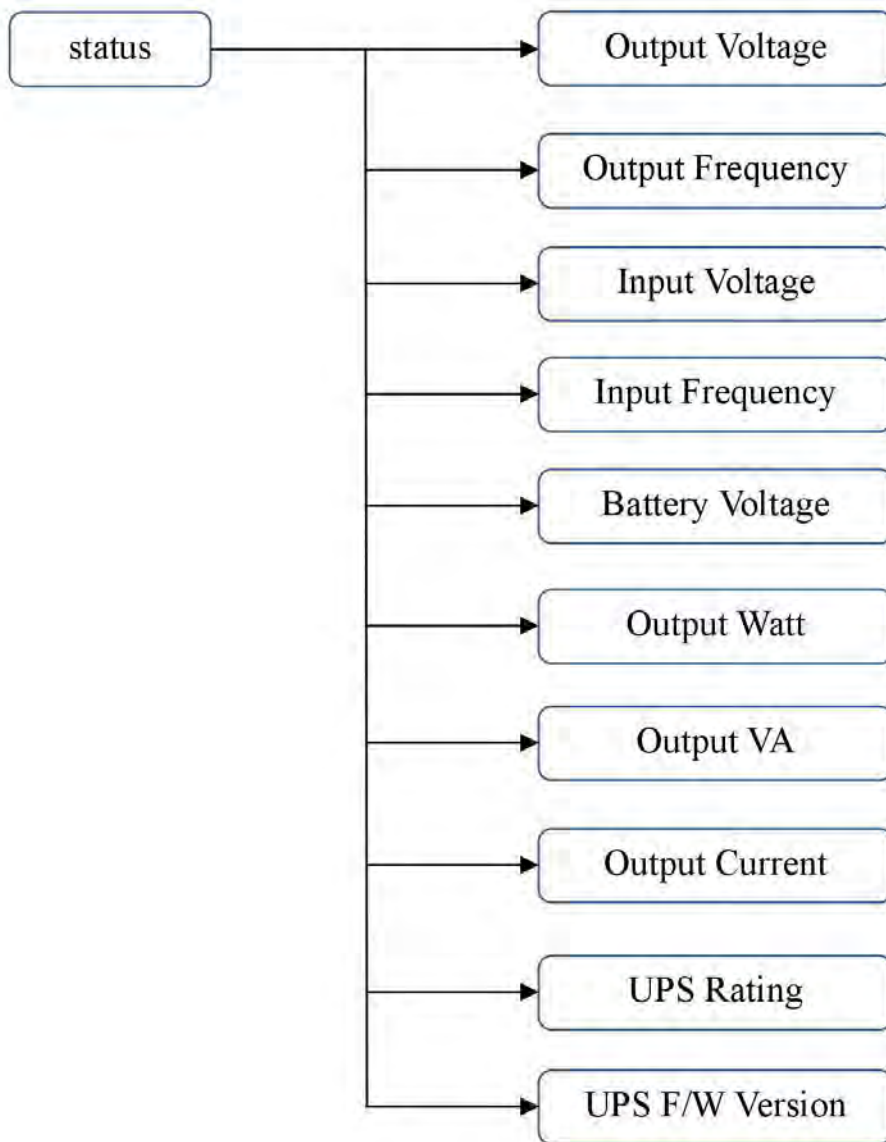 status
Output Voltage
Output Frequency
Input Voltage
Input Frequency
Battery Voltage
Output Watt
Output VA
Output Current
UPS Rating
UPS F/W Version